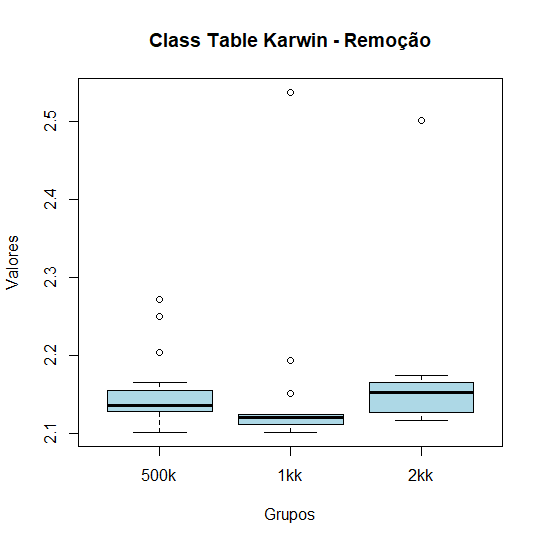 Class Table Karwin - Remoção
Valores
2.5
2.4
2.3
2.2
2.1
500k 1kk 2kk
Grupos